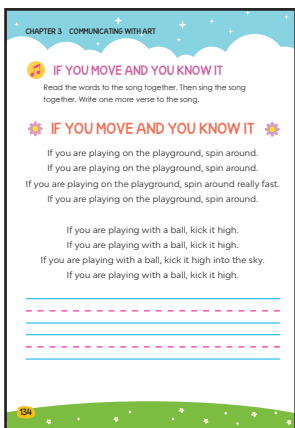 CHAPTER 3 COMMUNICATING WITH ART
IF YOU MOVE AND YOU KNOW IT
Read the words to the song together. Then sing the song
together. Write one more verse to the song.
IF YOU MOVE AND YOU KNOW IT
If you are playing on the playground, spin around.
If you are playing on the playground, spin around.
If you are playing on the playground, spin around really fast.
If you are playing on the playground, spin around.
If you are playing with a ball, kick it high.
If you are playing with a ball, kick it high.
If you are playing with a ball, kick it high into the sky.
If you are playing with a ball, kick it high.
134